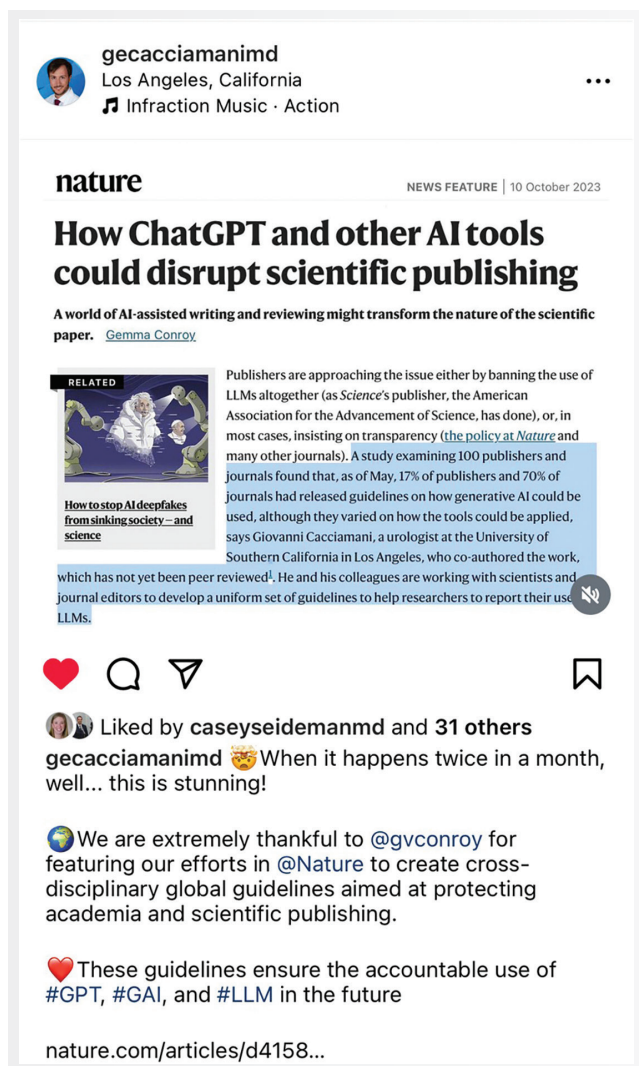 gecacciamanimd
Los Angeles, California
Infraction Music · Action
nature
NEWS FEATURE | 10 October 2023
How ChatGPT and other AI tools
could disrupt scientific publishing
A world of AI-assisted writing and reviewing might transform the nature of the scientific
paper. Gemma Conroy
RELATED
How to stop AI deepfakes
from sinking society — and
science
Publishers are approaching the issue either by banning the use of
LLMs altogether (as Science's publisher, the American
Association for the Advancement of Science, has done), or, in
most cases, insisting on transparency (the policy at Nature and
many other journals). A study examining 100 publishers and
journals found that, as of May, 17% of publishers and 70% of
journals had released guidelines on how generative AI could be
used, although they varied on how the tools could be applied,
says Giovanni Cacciamani, a urologist at the University of
Southern California in Los Angeles, who co-authored the work,
which has not yet been peer reviewed¹. He and his colleagues are working with scientists and
journal editors to develop a uniform set of guidelines to help researchers to report their use
LLMs.
Liked by caseyseidemanmd and 31 others
gecacciamanimd 🤯When it happens twice in a month,
well... this is stunning!
🌍We are extremely thankful to @gvconroy for
featuring our efforts in @Nature to create cross-
disciplinary global guidelines aimed at protecting
academia and scientific publishing.
❤️These guidelines ensure the accountable use of
#GPT, #GAI, and #LLM in the future
nature.com/articles/d4158...